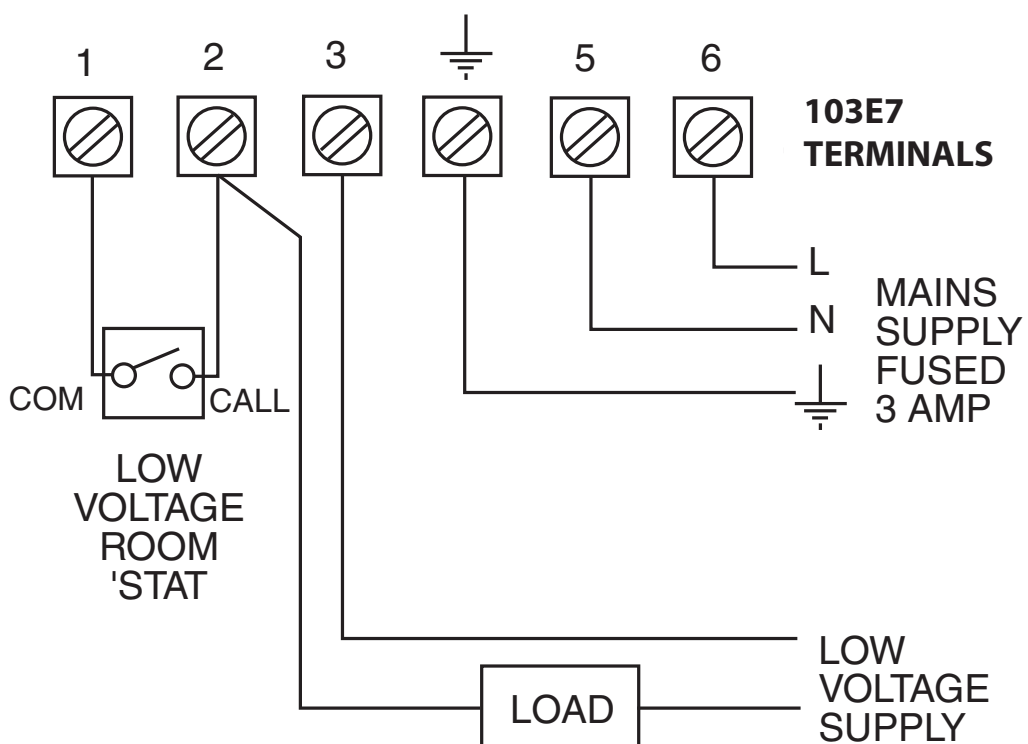 1 2 3 5 6
103E7
TERMINALS
L
N
MAINS
SUPPLY
FUSED
3 AMP
COM
CALL
LOW
VOLTAGE
ROOM
'STAT
LOAD
LOW
VOLTAGE
SUPPLY